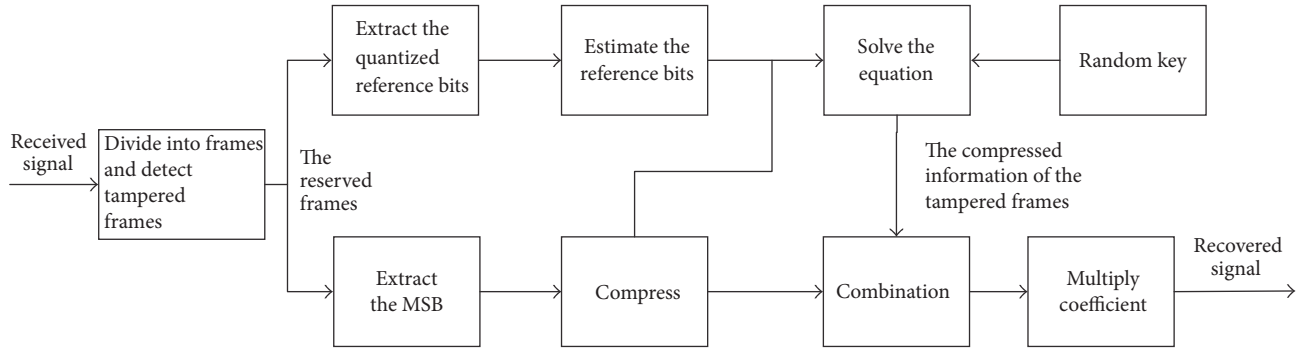 Received
signal
Divide into frames
and detect
tampered
frames
The
reserved
frames
Extract the
quantized
reference bits
Estimate the
reference bits
Solve the
equation
Random key
The compressed
information of the
tampered frames
Extract
the MSB
Compress
Combination
Multiply
coefficient
Recovered
signal